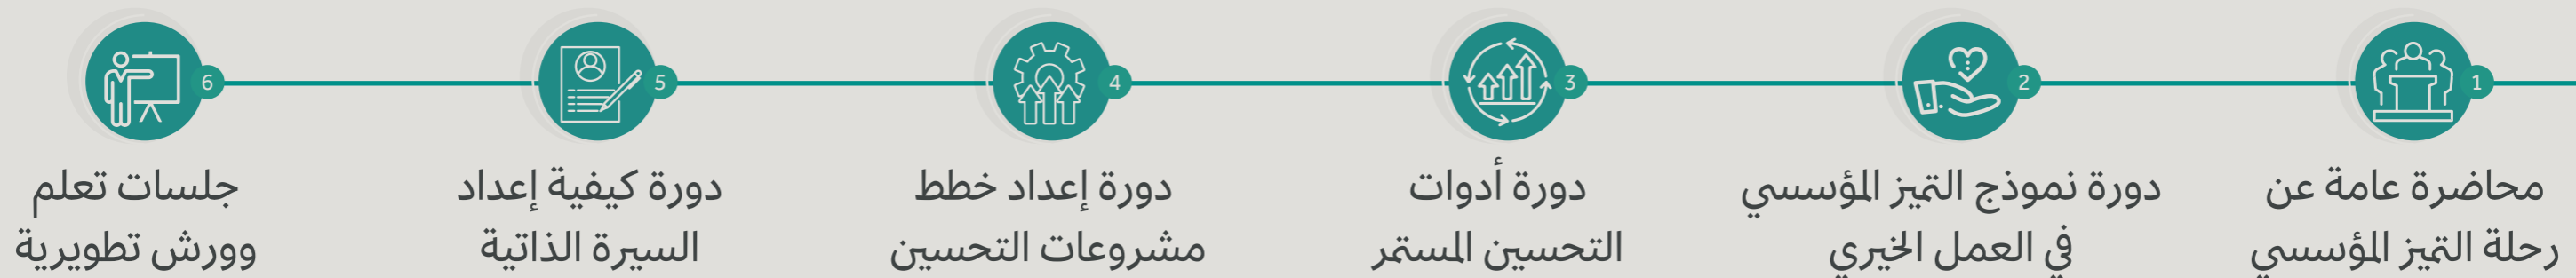 1
محاضرة عامة عن
رحلة التميز المؤسسي
2
دورة نموذج التميز المؤسسي
في العمل الخيري
3
دورة أدوات
التحسين المستمر
4
دورة إعداد خطط
مشروعات التحسين
5
دورة كيفية إعداد
السيرة الذاتية
6
جلسات تعلم
وورش تطويرية